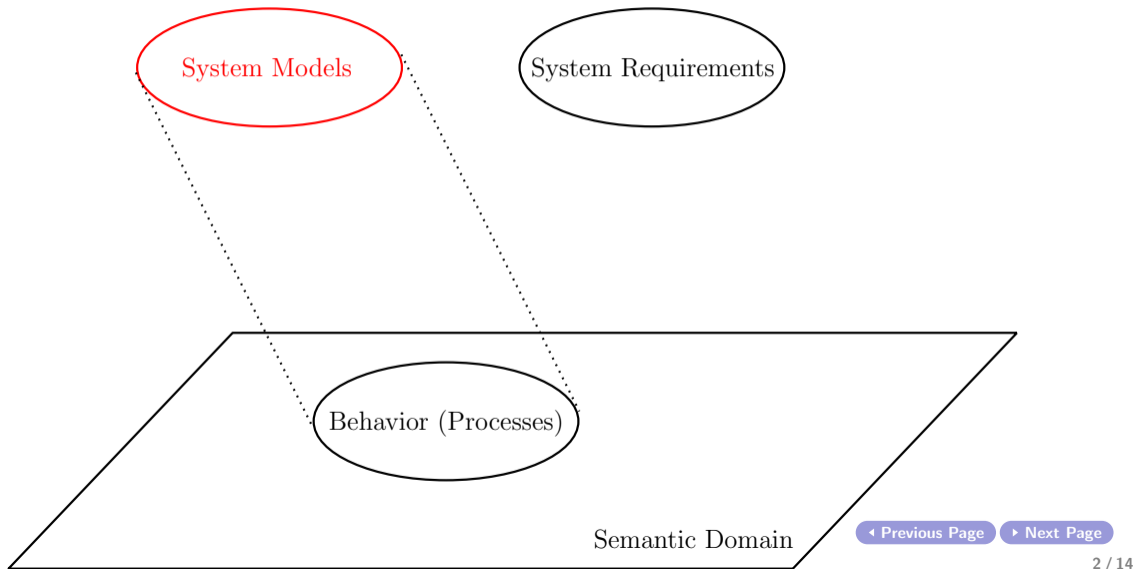 System Models
System Requirements
Behavior (Processes)
Semantic Domain
Previous Page
Next Page
2 / 14